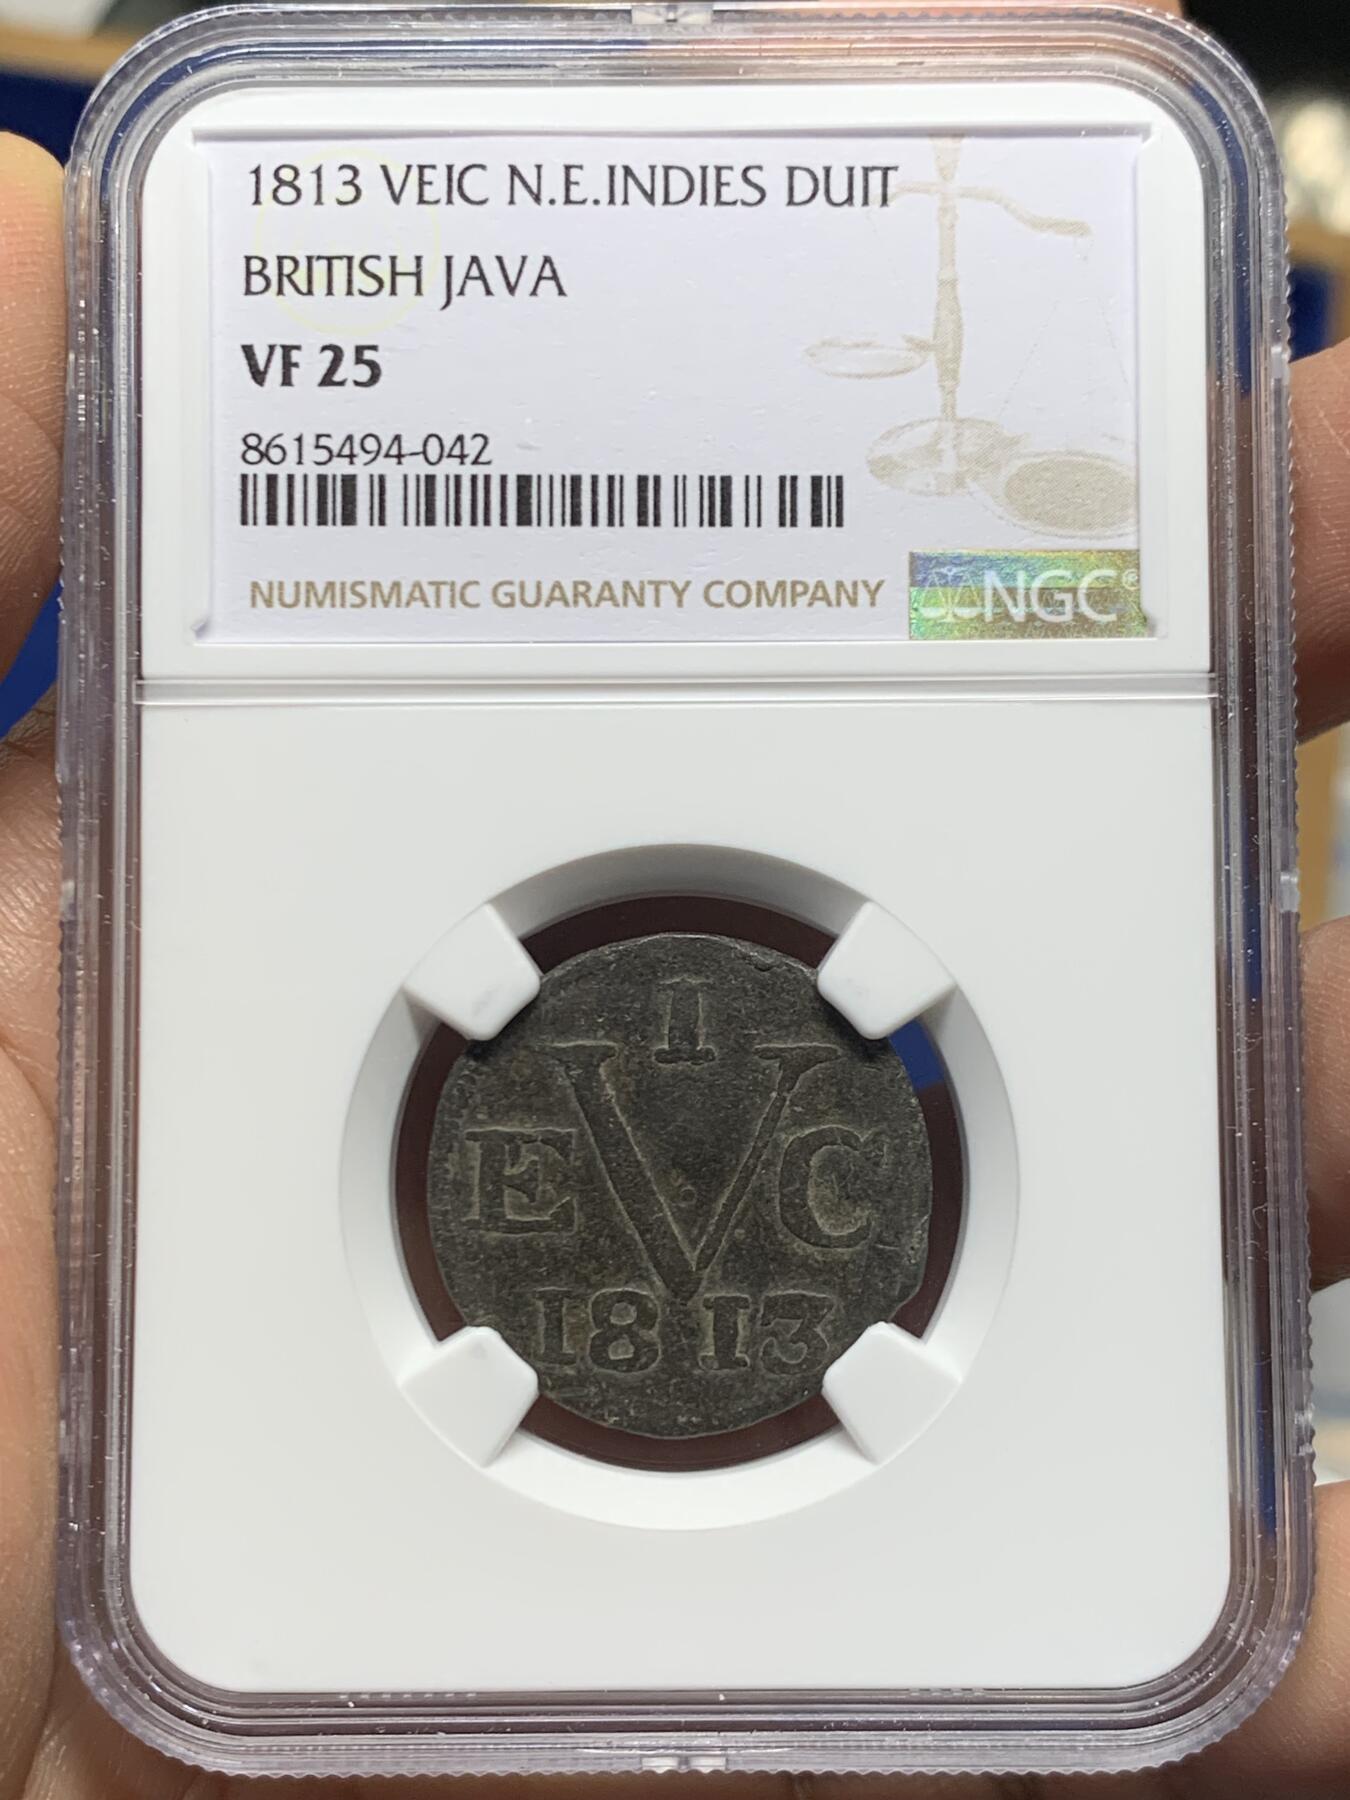 1813 VEIC N.E.INDIES DUIT
BRITISH JAVA
VF 25
8615494-042
NUMISMATIC GUARANTY COMPANY
NGC®
I
E V C
1813